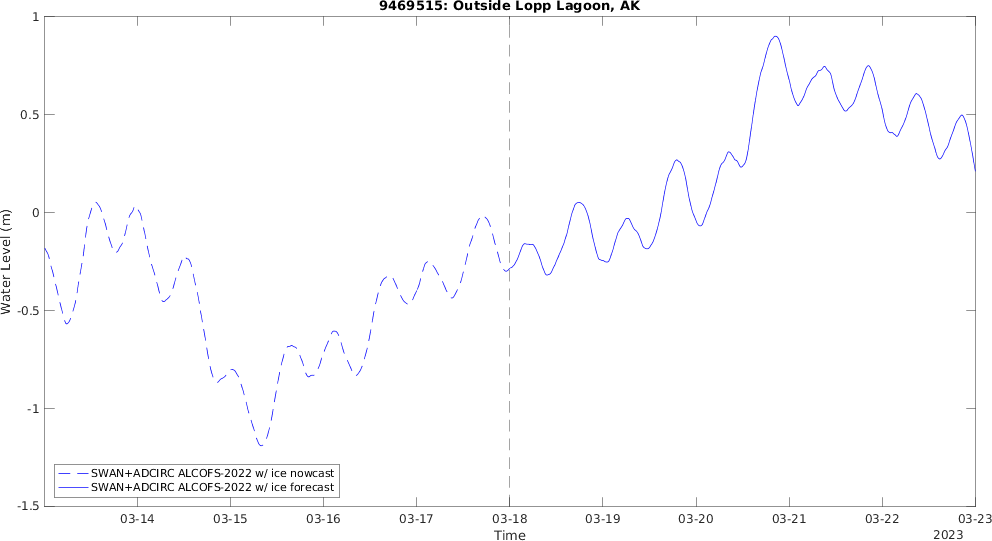 9469515: Outside Lopp Lagoon, AK
1
0.5
0
-0.5
-1
-1.5
Water Level (m)
SWAN+ADCIRC ALCOFS-2022 w/ ice nowcast
SWAN+ADCIRC ALCOFS-2022 w/ ice forecast
03-14 03-15 03-16 03-17 03-18 03-19 03-20 03-21 03-22 03-23
Time
2023